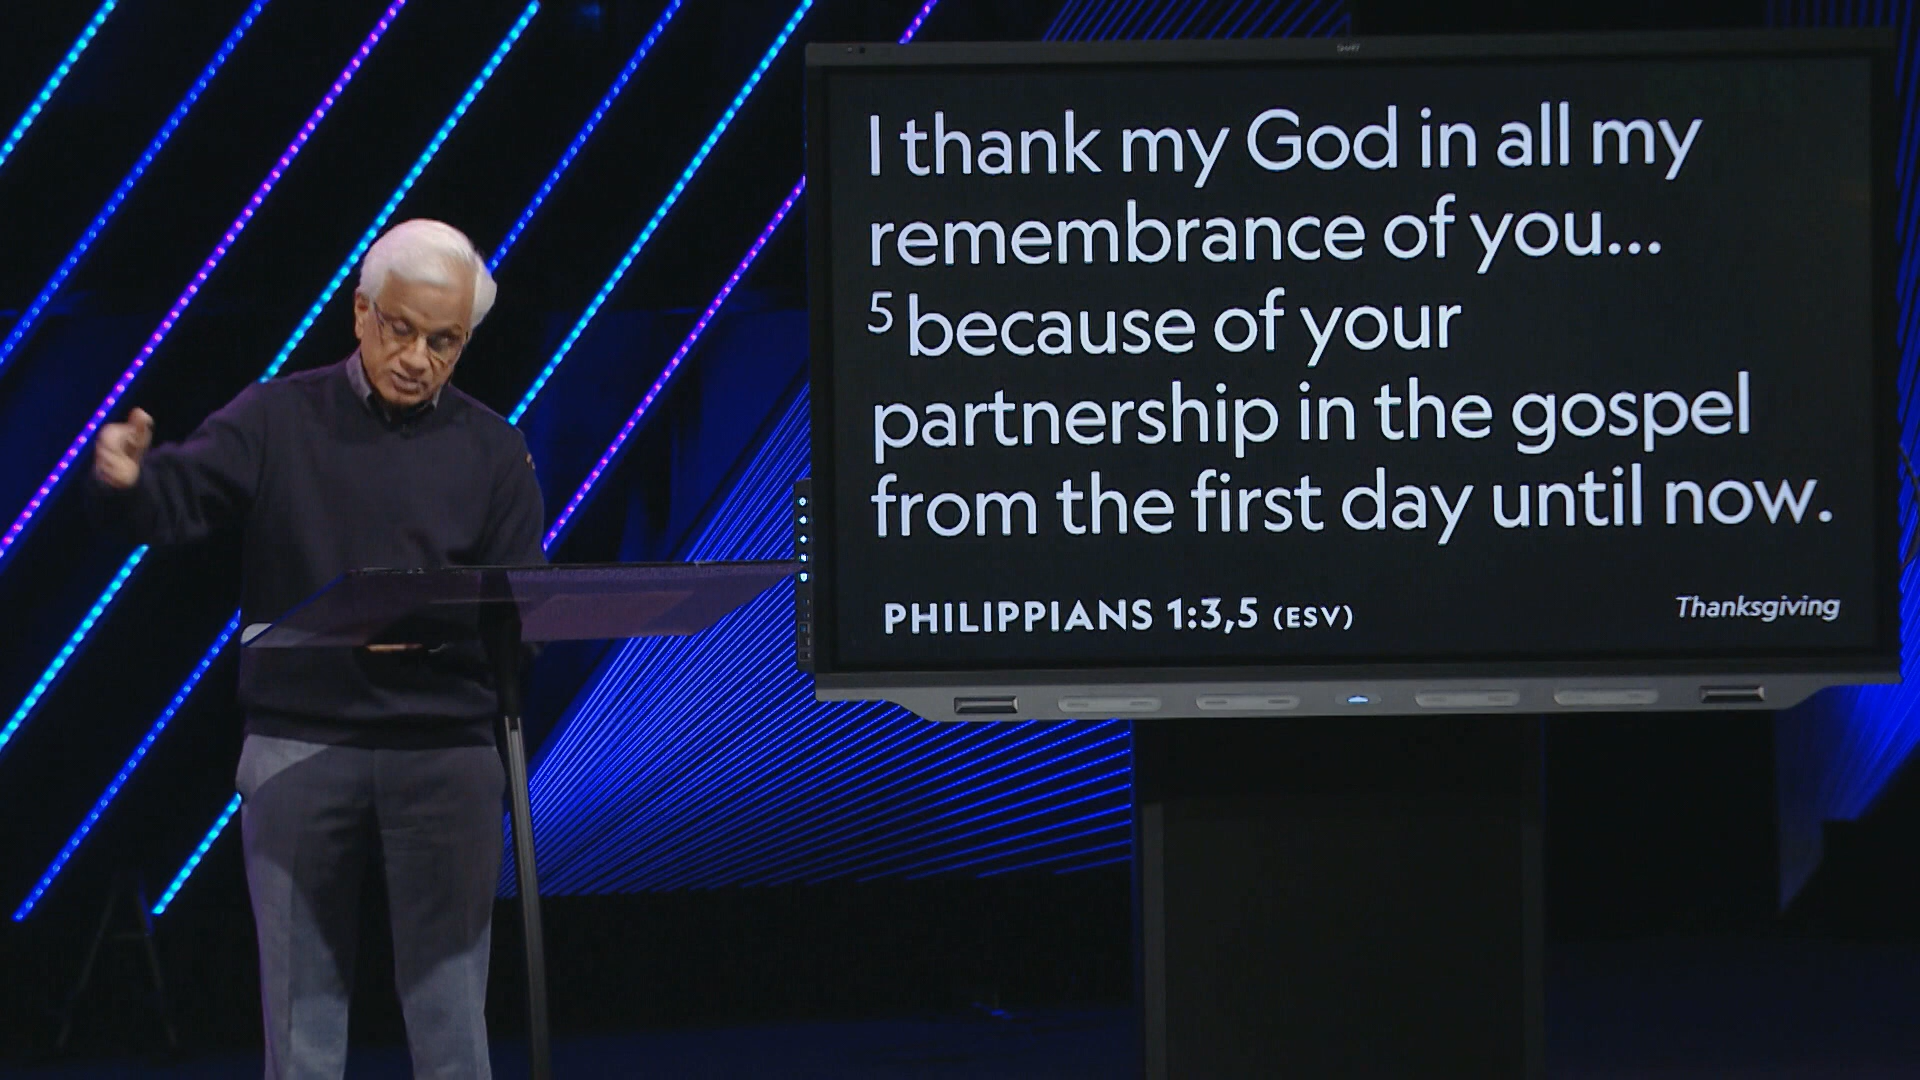 I thank my God in all my
remembrance of you...
5 because of your
partnership in the gospel
from the first day until now.
PHILIPPIANS 1:3,5 (ESV)
Thanksgiving